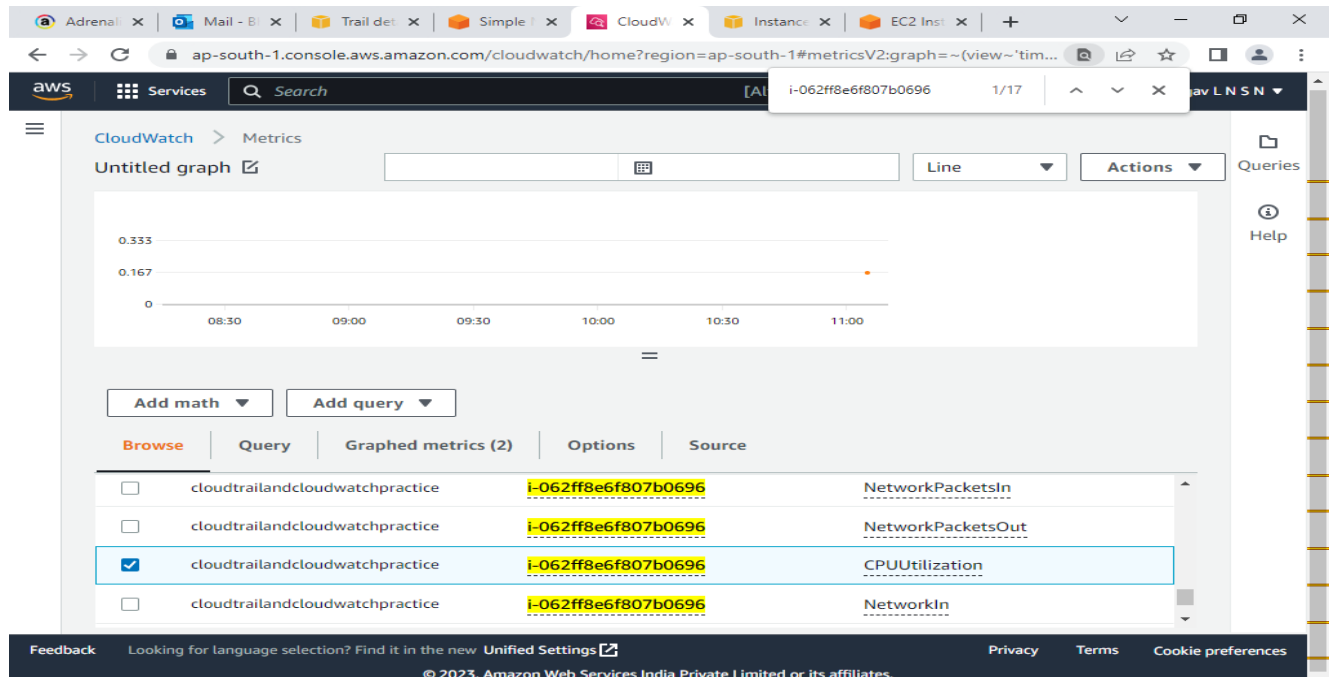 Adrenali Mail - Bl Trail det Simple CloudW Instance EC2 Inst
ap-south-1.console.aws.amazon.com/cloudwatch/home?region=ap-south-1#metricsV2:graph=~(view~'tim...
aws Services Search [Al i-062ff8e6f807b0696 1/17 av L N S N
CloudWatch > Metrics
Untitled graph Line Actions Queries
Help
0.333
0.167
0
08:30 09:00 09:30 10:00 10:30 11:00
Add math Add query
Browse Query Graphed metrics (2) Options Source
cloudtrailandcloudwatchpractice i-062ff8e6f807b0696 NetworkPacketsIn
cloudtrailandcloudwatchpractice i-062ff8e6f807b0696 NetworkPacketsOut
cloudtrailandcloudwatchpractice i-062ff8e6f807b0696 CPUUtilization
cloudtrailandcloudwatchpractice i-062ff8e6f807b0696 NetworkIn
Feedback Looking for language selection? Find it in the new Unified Settings Privacy Terms Cookie preferences
© 2023, Amazon Web Services India Private Limited or its affiliates.